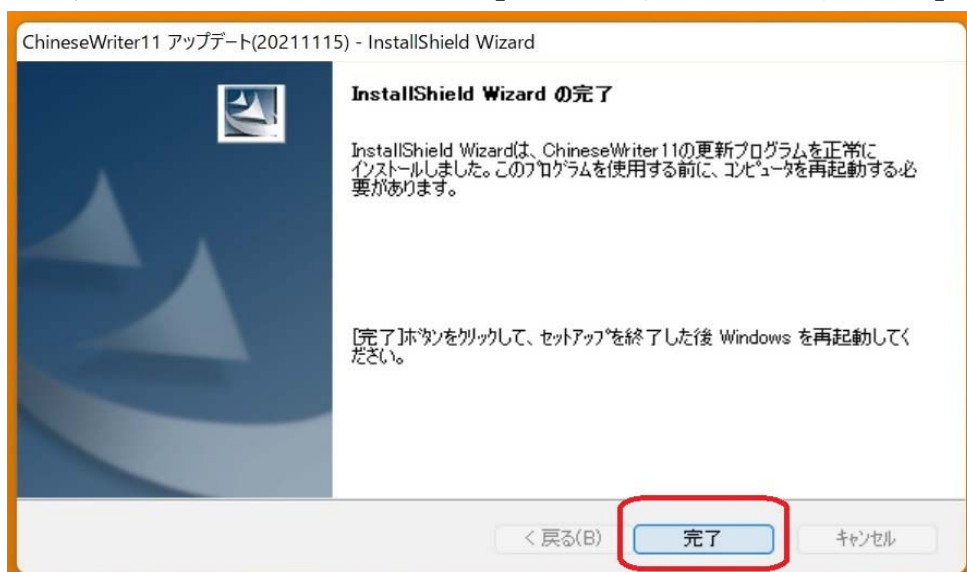 ChineseWriter11 アップデート(20211115) - InstallShield Wizard
InstallShield Wizard の完了
InstallShield Wizardは、ChineseWriter11の更新プログラムを正常に
インストールしました。このプログラムを使用する前に、コンピュータを再起動する必
要があります。
[完了]ボタンをクリックして、セットアップを終了した後 Windows を再起動してく
ださい。
< 戻る(B)
完了
キャンセル